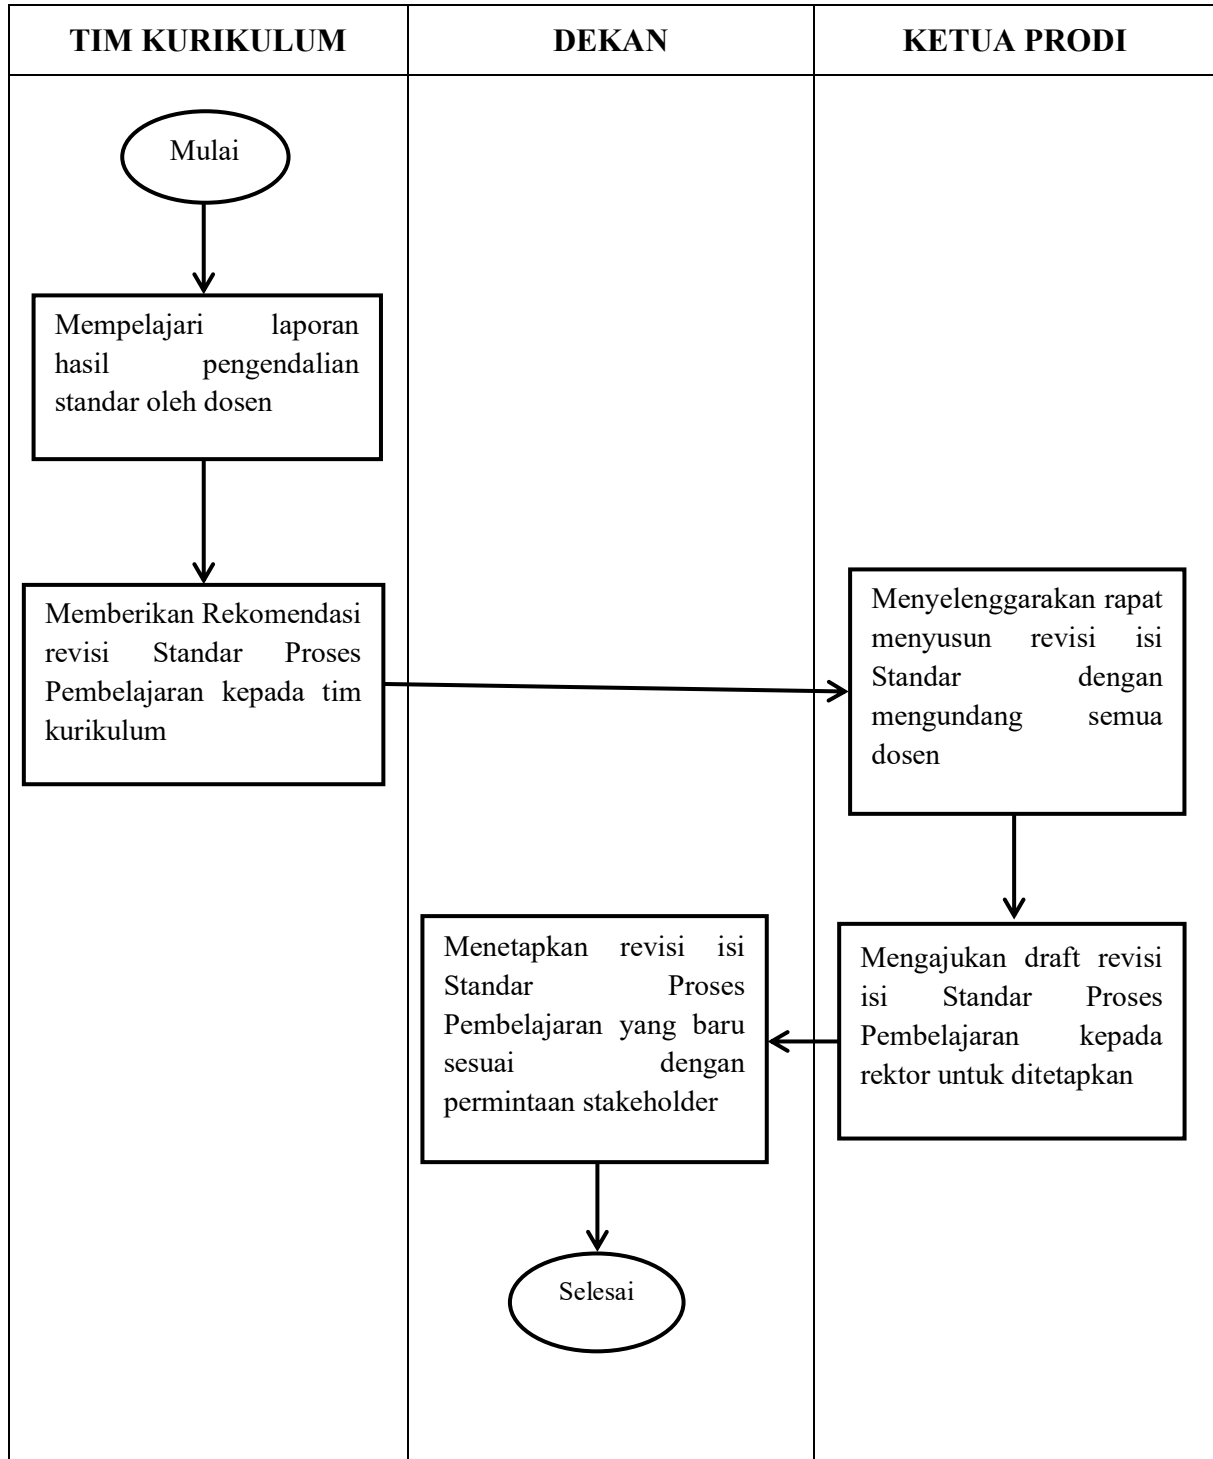 TIM KURIKULUM
DEKAN
KETUA PRODI
Mulai
Mempelajari laporan
hasil pengendalian
standar oleh dosen
Memberikan Rekomendasi
revisi Standar Proses
Pembelajaran kepada tim
kurikulum
Menyelenggarakan rapat
menyusun revisi isi
Standar dengan
mengundang semua
dosen
Mengajukan draft revisi
isi Standar Proses
Pembelajaran kepada
rektor untuk ditetapkan
Menetapkan revisi isi
Standar Proses
Pembelajaran yang baru
sesuai dengan
permintaan stakeholder
Selesai